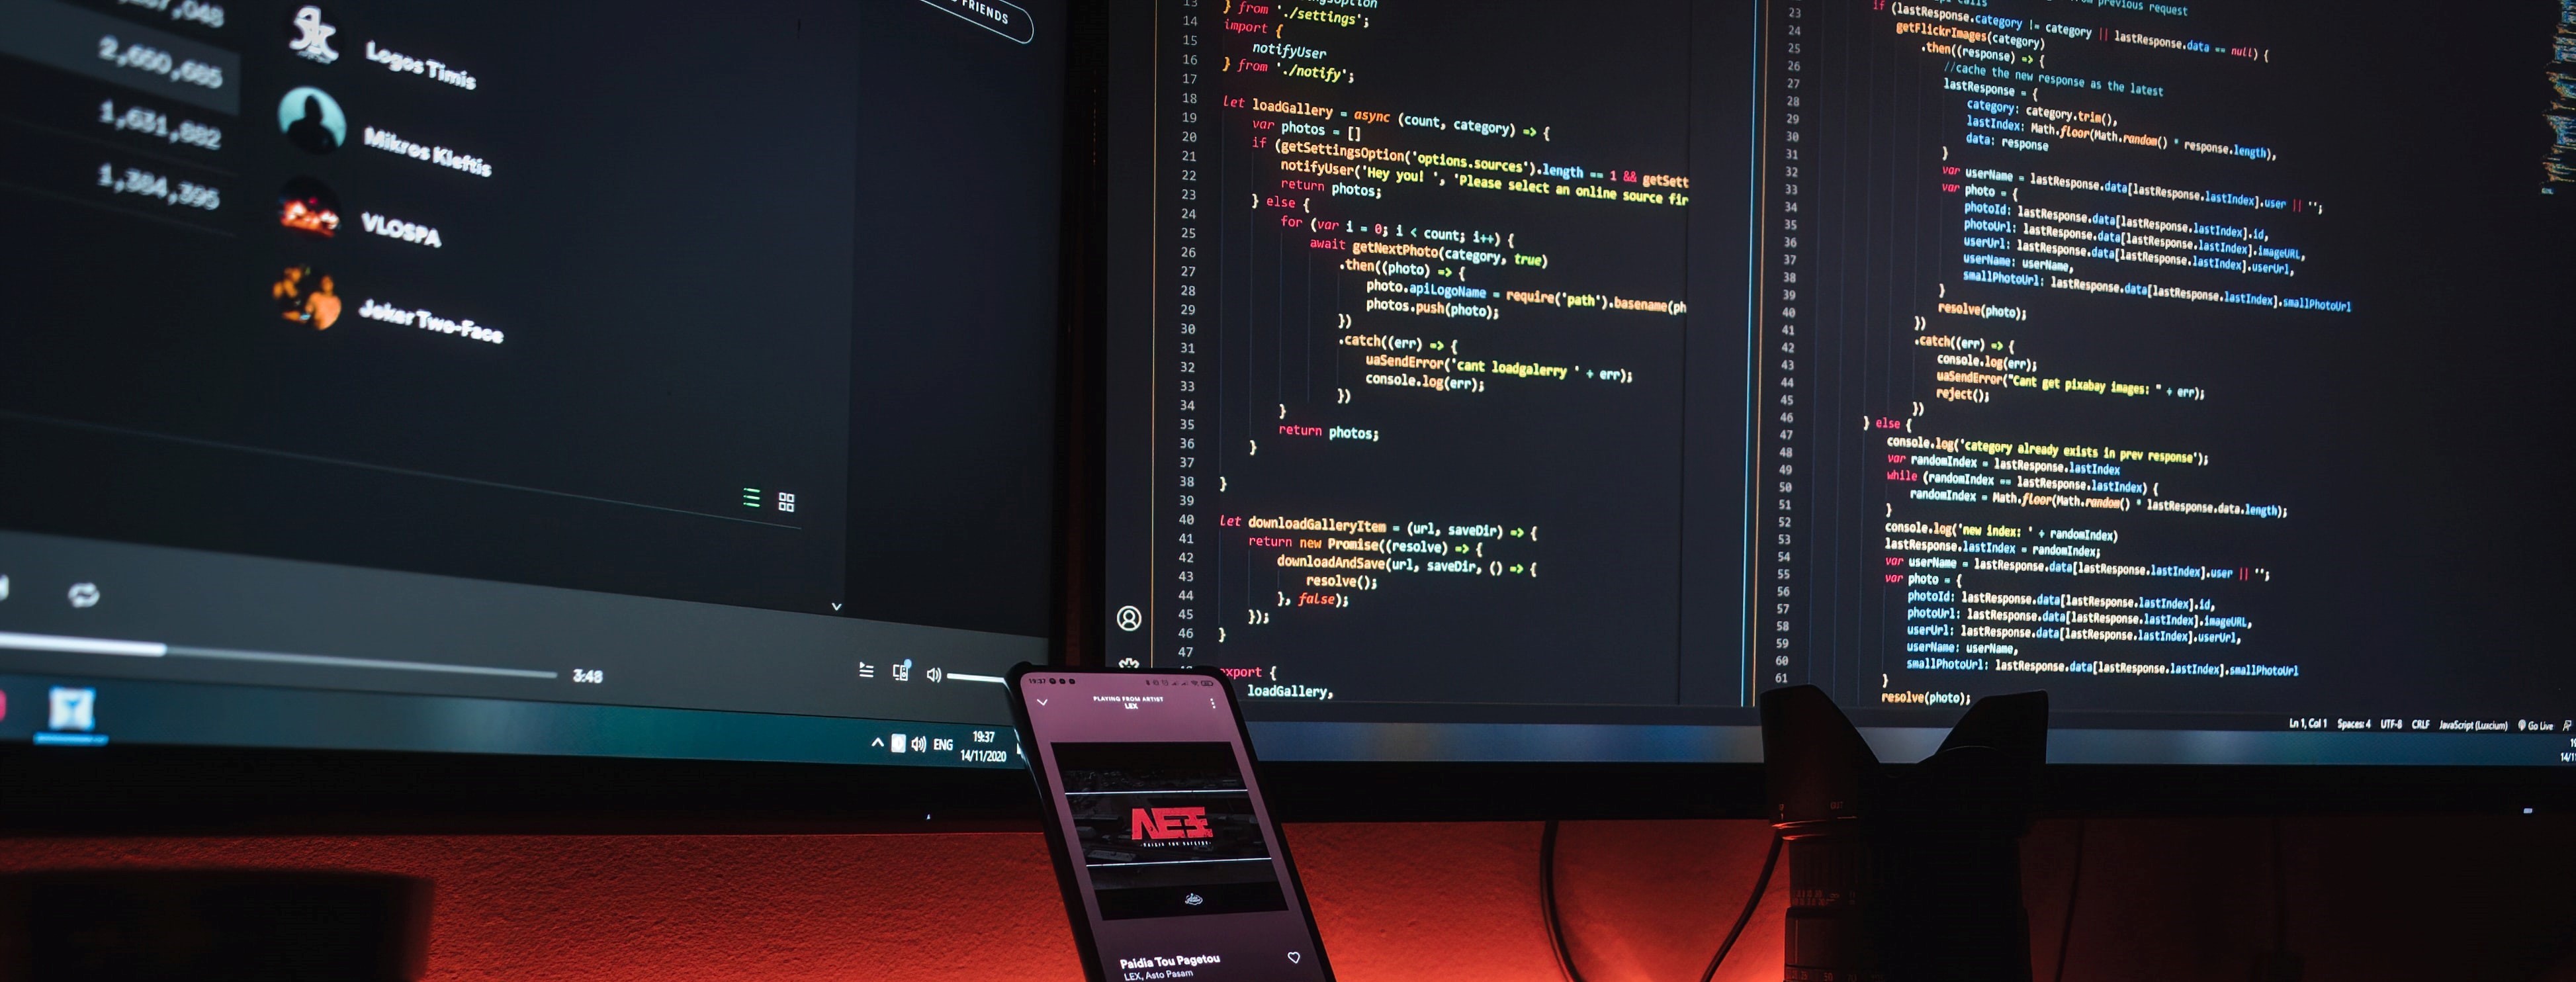 2,650,685
1,631,882
1,384,395
FRIENDS
Logos Timis
Mikros Kleftis
VLOSPA
Joker Two-Face
3:48
ENG
19:37
14/11/2020
13
14 } from './settings';
15 import {
16 notifyUser
17 } from './notify';
18
19 let loadGallery = async (count, category) => {
20 var photos = []
21 if (getSettingsOption('options.sources').length == 1 && getSett
22 notifyUser('Hey you! ', 'Please select an online source fir
23 return photos;
24 } else {
25 for (var i = 0; i < count; i++) {
26 await getNextPhoto(category, true)
27 .then((photo) => {
28 photo.apiLogoName = require('path').basename(ph
29 photos.push(photo);
30 })
31 .catch((err) => {
32 uaSendError('cant loadgalerry ' + err);
33 console.log(err);
34 })
35 }
36 return photos;
37 }
38 }
39
40 let downloadGalleryItem = (url, saveDir) => {
41 return new Promise((resolve) => {
42 downloadAndSave(url, saveDir, () => {
43 resolve();
44 }, false);
45 });
46 }
47
export {
loadGallery,
previous request
23 if (lastResponse.category != category || lastResponse.data == null) {
24 getFlickrImages(category)
25 .then((response) => {
26 //cache the new response as the latest
27 lastResponse = {
28 category: category.trim(),
29 lastIndex: Math.floor(Math.random() * response.length),
30 data: response
31 }
32 var userName = lastResponse.data[lastResponse.lastIndex].user || '';
33 var photo = {
34 photoId: lastResponse.data[lastResponse.lastIndex].id,
35 photoUrl: lastResponse.data[lastResponse.lastIndex].imageURL,
36 userUrl: lastResponse.data[lastResponse.lastIndex].userUrl,
37 userName: userName,
38 smallPhotoUrl: lastResponse.data[lastResponse.lastIndex].smallPhotoUrl
39 }
40 resolve(photo);
41 })
42 .catch((err) => {
43 console.log(err);
44 uaSendError("Cant get pixabay images: " + err);
45 reject();
46 })
47 } else {
48 console.log('category already exists in prev response');
49 var randomIndex = lastResponse.lastIndex
50 while (randomIndex == lastResponse.lastIndex) {
51 randomIndex = Math.floor(Math.random() * lastResponse.data.length);
52 }
53 console.log('new index: ' + randomIndex)
54 lastResponse.lastIndex = randomIndex;
55 var userName = lastResponse.data[lastResponse.lastIndex].user || '';
56 var photo = {
57 photoId: lastResponse.data[lastResponse.lastIndex].id,
58 photoUrl: lastResponse.data[lastResponse.lastIndex].imageURL,
59 userUrl: lastResponse.data[lastResponse.lastIndex].userUrl,
60 userName: userName,
61 smallPhotoUrl: lastResponse.data[lastResponse.lastIndex].smallPhotoUrl
}
resolve(photo);
Ln 1, Col 1 Spaces: 4 UTF-8 CRLF JavaScript (Luxcium) Go Live
19:37
PLAYING FROM ARTIST
LEX
Paidia Tou Pagetou
LEX, Asto Pasam